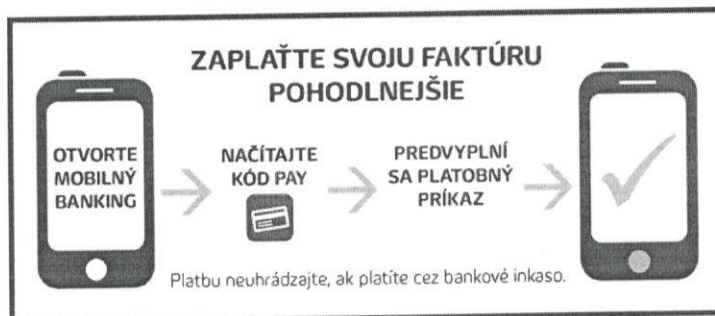 ZAPLAŤTE SVOJU FAKTÚRU
POHODLNEJŠIE
OTVORTE
MOBILNÝ
BANKING
NAČÍTAJTE
KÓD PAY
PREDVYPLNÍ
SA PLATOBNÝ
PRÍKAZ
Platbu neuhrádzajte, ak platíte cez bankové inkaso.